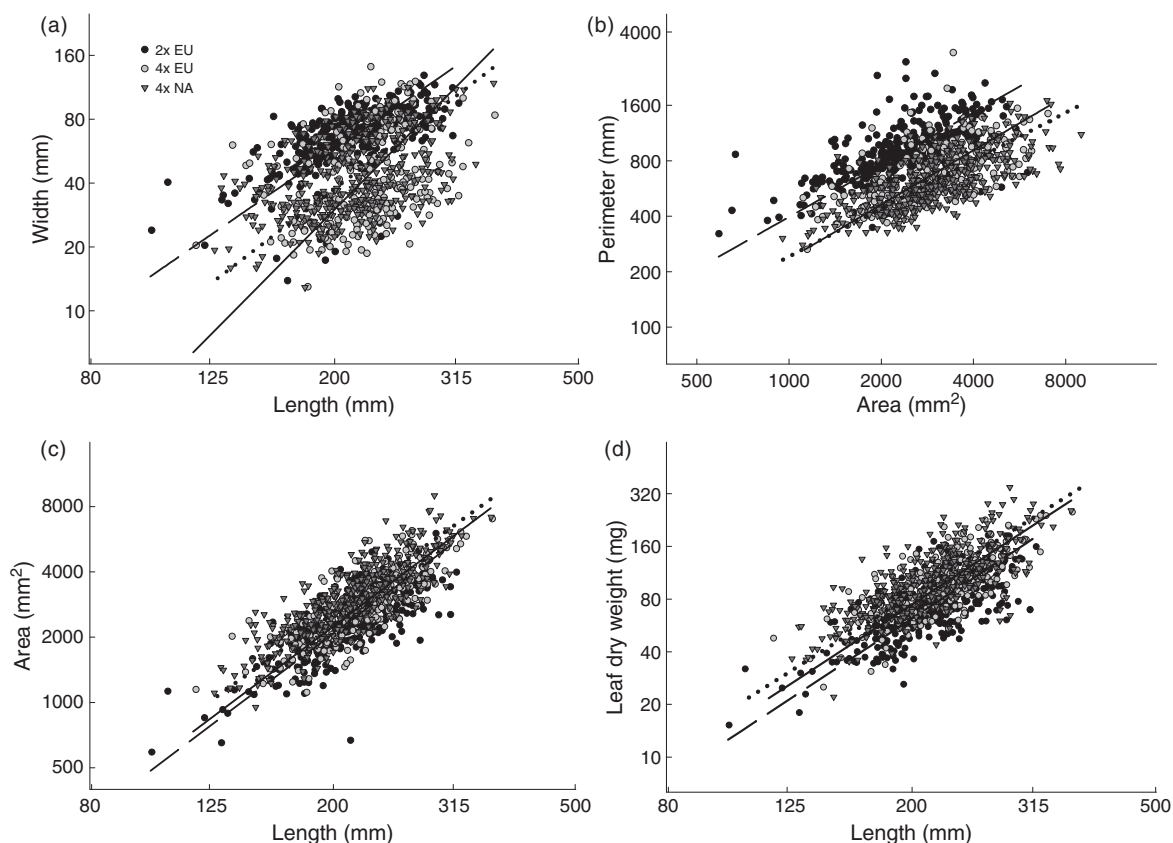 (a)
160
80
40
20
10
Width (mm)
2x EU
4x EU
4x NA
80 125 200 315 500
Length (mm)
(b)
4000
1600
800
400
200
100
Perimeter (mm)
500 1000 2000 4000 8000
Area (mm²)
(c)
8000
4000
2000
1000
500
Area (mm²)
80 125 200 315 500
Length (mm)
(d)
320
160
80
40
20
10
Leaf dry weight (mg)
80 125 200 315 500
Length (mm)